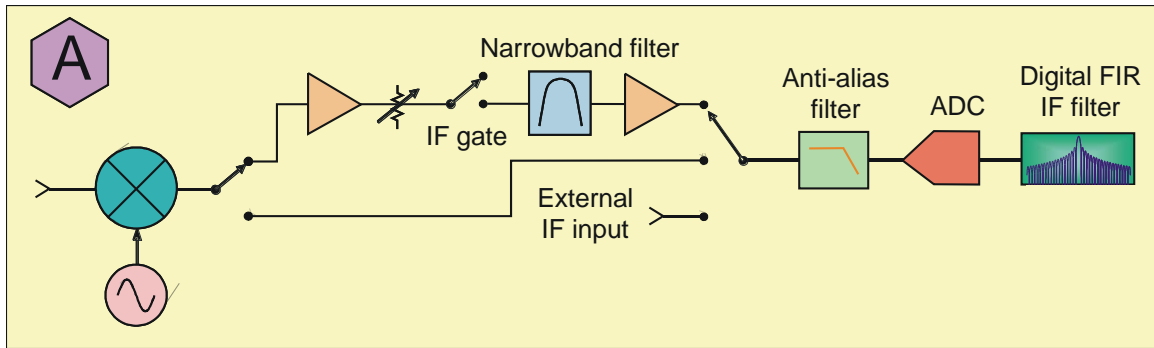 A
Narrowband filter
IF gate
External
IF input
Anti-alias
filter
ADC
Digital FIR
IF filter